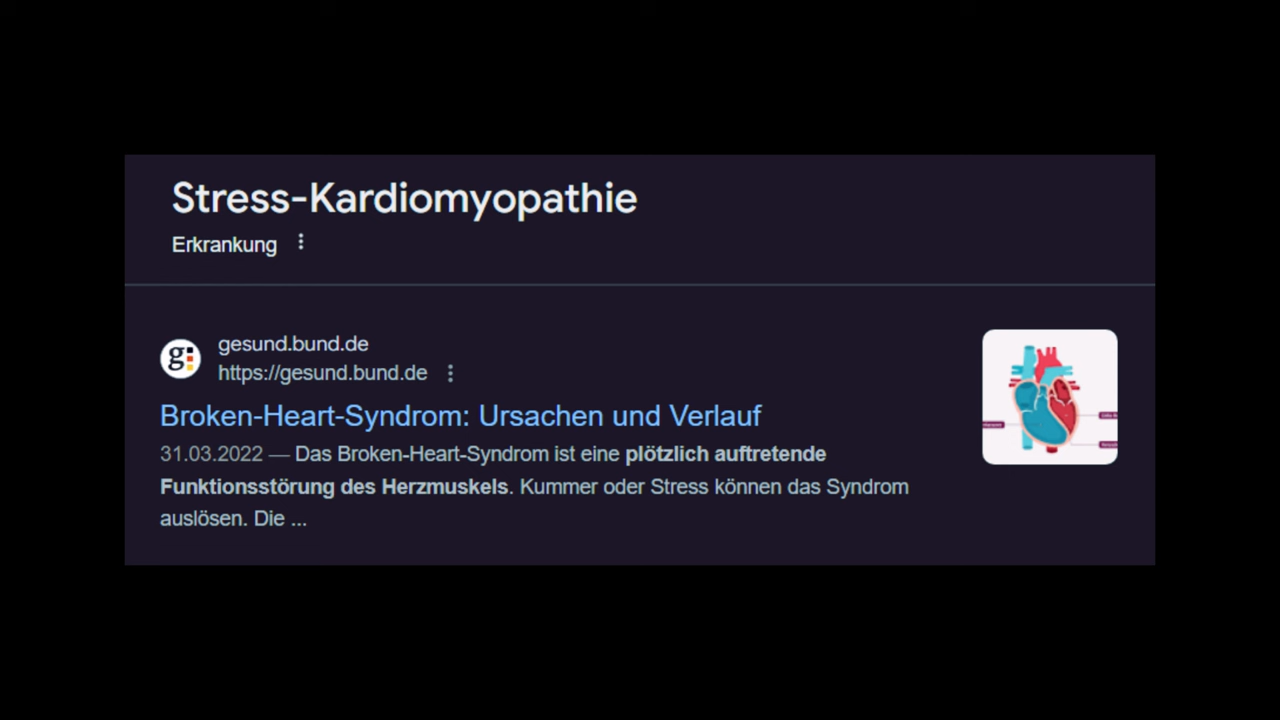 Stress-Kardiomyopathie
Erkrankung
g:
gesund.bund.de
https://gesund.bund.de
Broken-Heart-Syndrom: Ursachen und Verlauf
31.03.2022 — Das Broken-Heart-Syndrom ist eine plötzlich auftretende
Funktionsstörung des Herzmuskels. Kummer oder Stress können das Syndrom
auslösen. Die ...